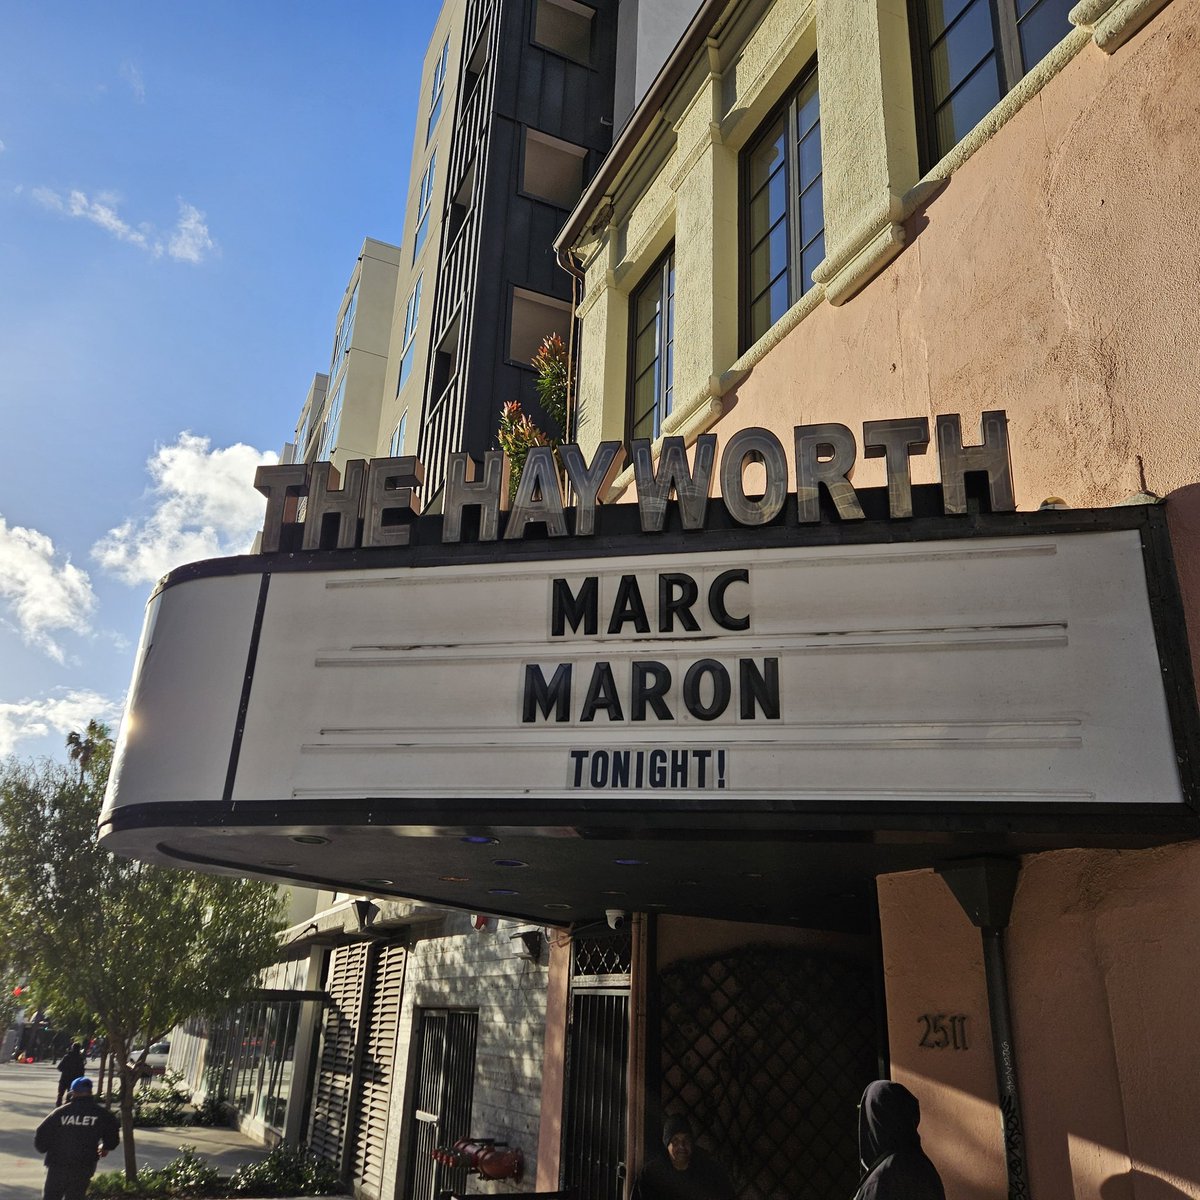 THE HAYWORTH
MARC
MARON
TONIGHT!
2511
VALET